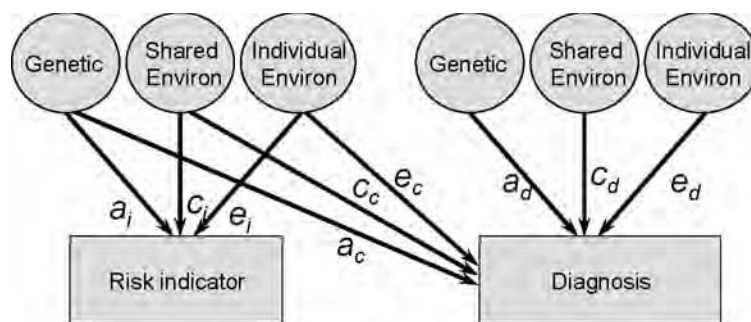 Genetic
Shared
Environ
Individual
Environ
Genetic
Shared
Environ
Individual
Environ
a_i
c_i
e_i
a_c
c_c
e_c
a_d
c_d
e_d
Risk indicator
Diagnosis